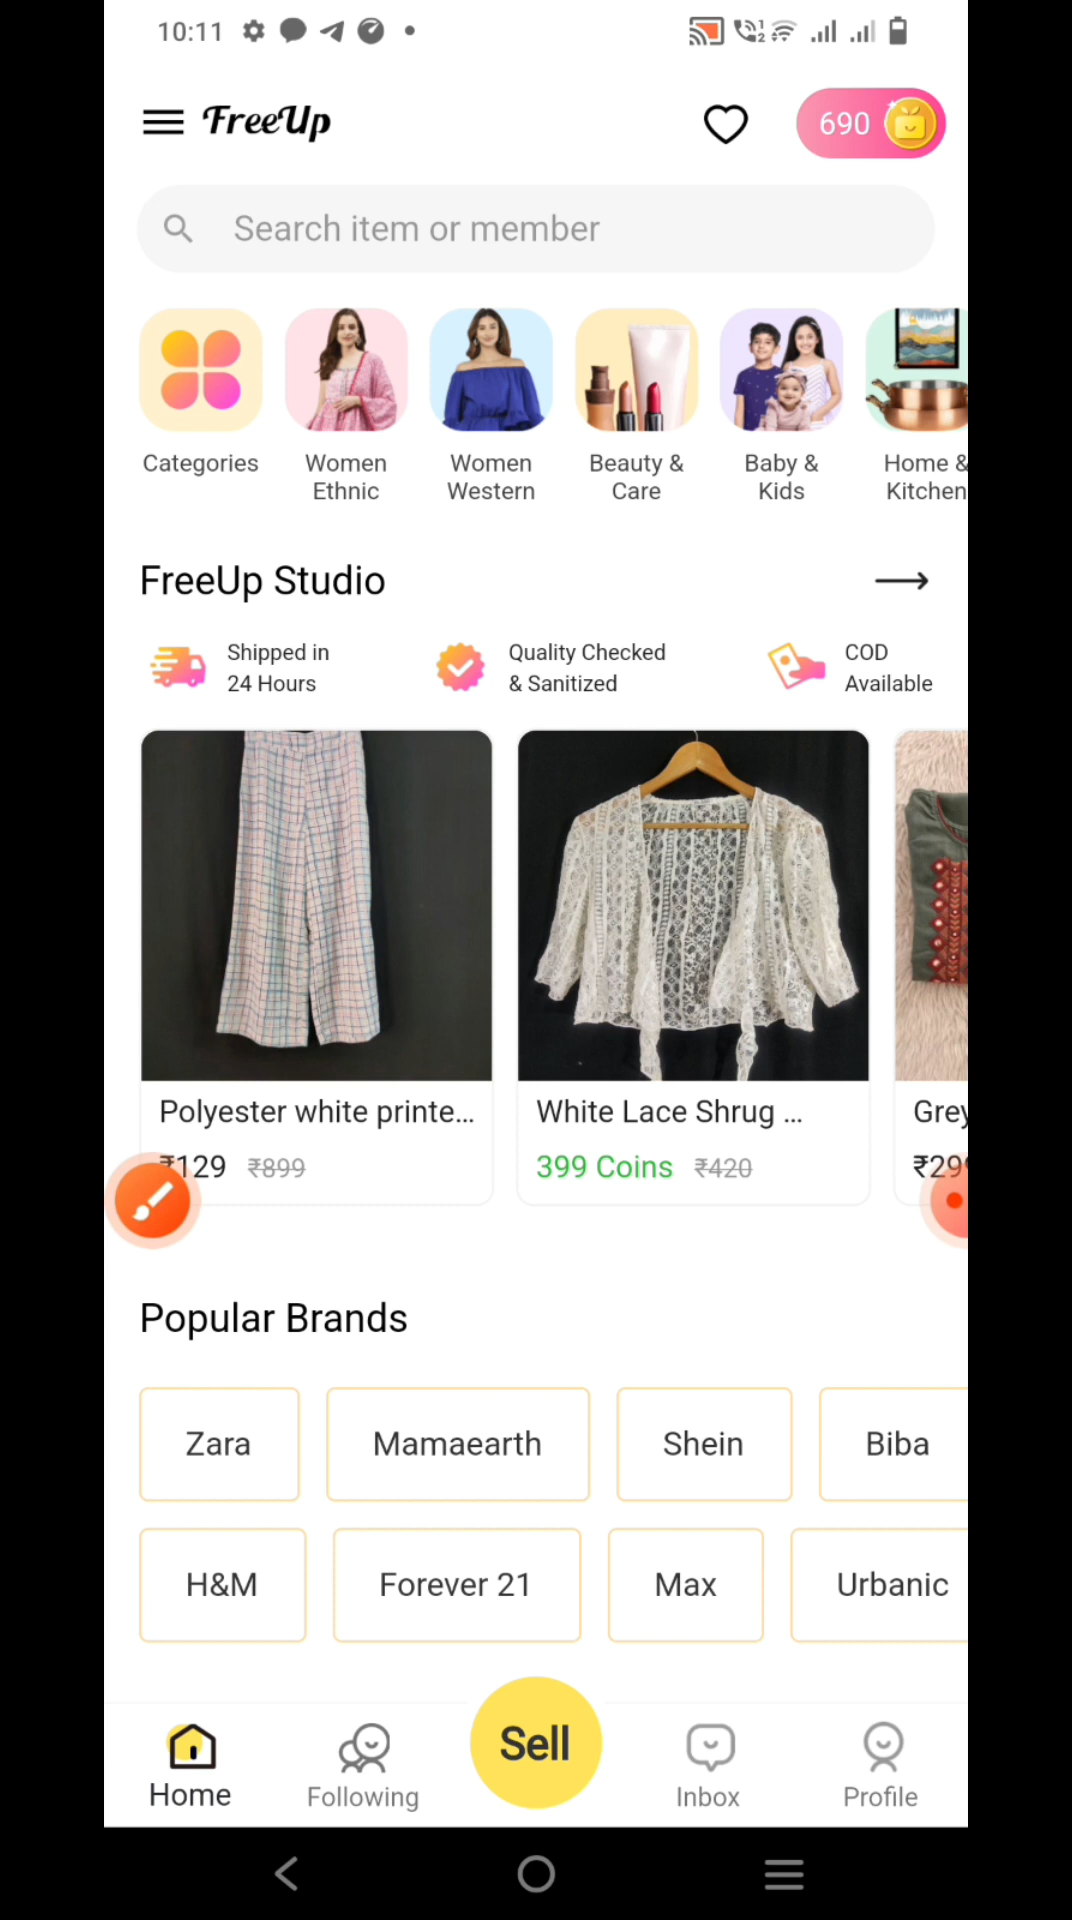 10:11
FreeUp
690
Search item or member
Categories
Women
Ethnic
Women
Western
Beauty &
Care
Baby &
Kids
Home &
Kitchen
FreeUp Studio
Shipped in
24 Hours
Quality Checked
& Sanitized
COD
Available
Polyester white printe...
₹129 ₹899
White Lace Shrug ...
399 Coins ₹420
Grey
₹299
Popular Brands
Zara
Mamaearth
Shein
Biba
H&M
Forever 21
Max
Urbanic
Sell
Home
Following
Inbox
Profile